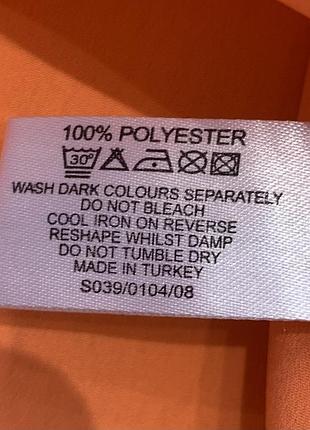 100% POLYESTER
30°
WASH DARK COLOURS SEPARATELY
DO NOT BLEACH
COOL IRON ON REVERSE
RESHAPE WHILST DAMP
DO NOT TUMBLE DRY
MADE IN TURKEY
S039/0104/08